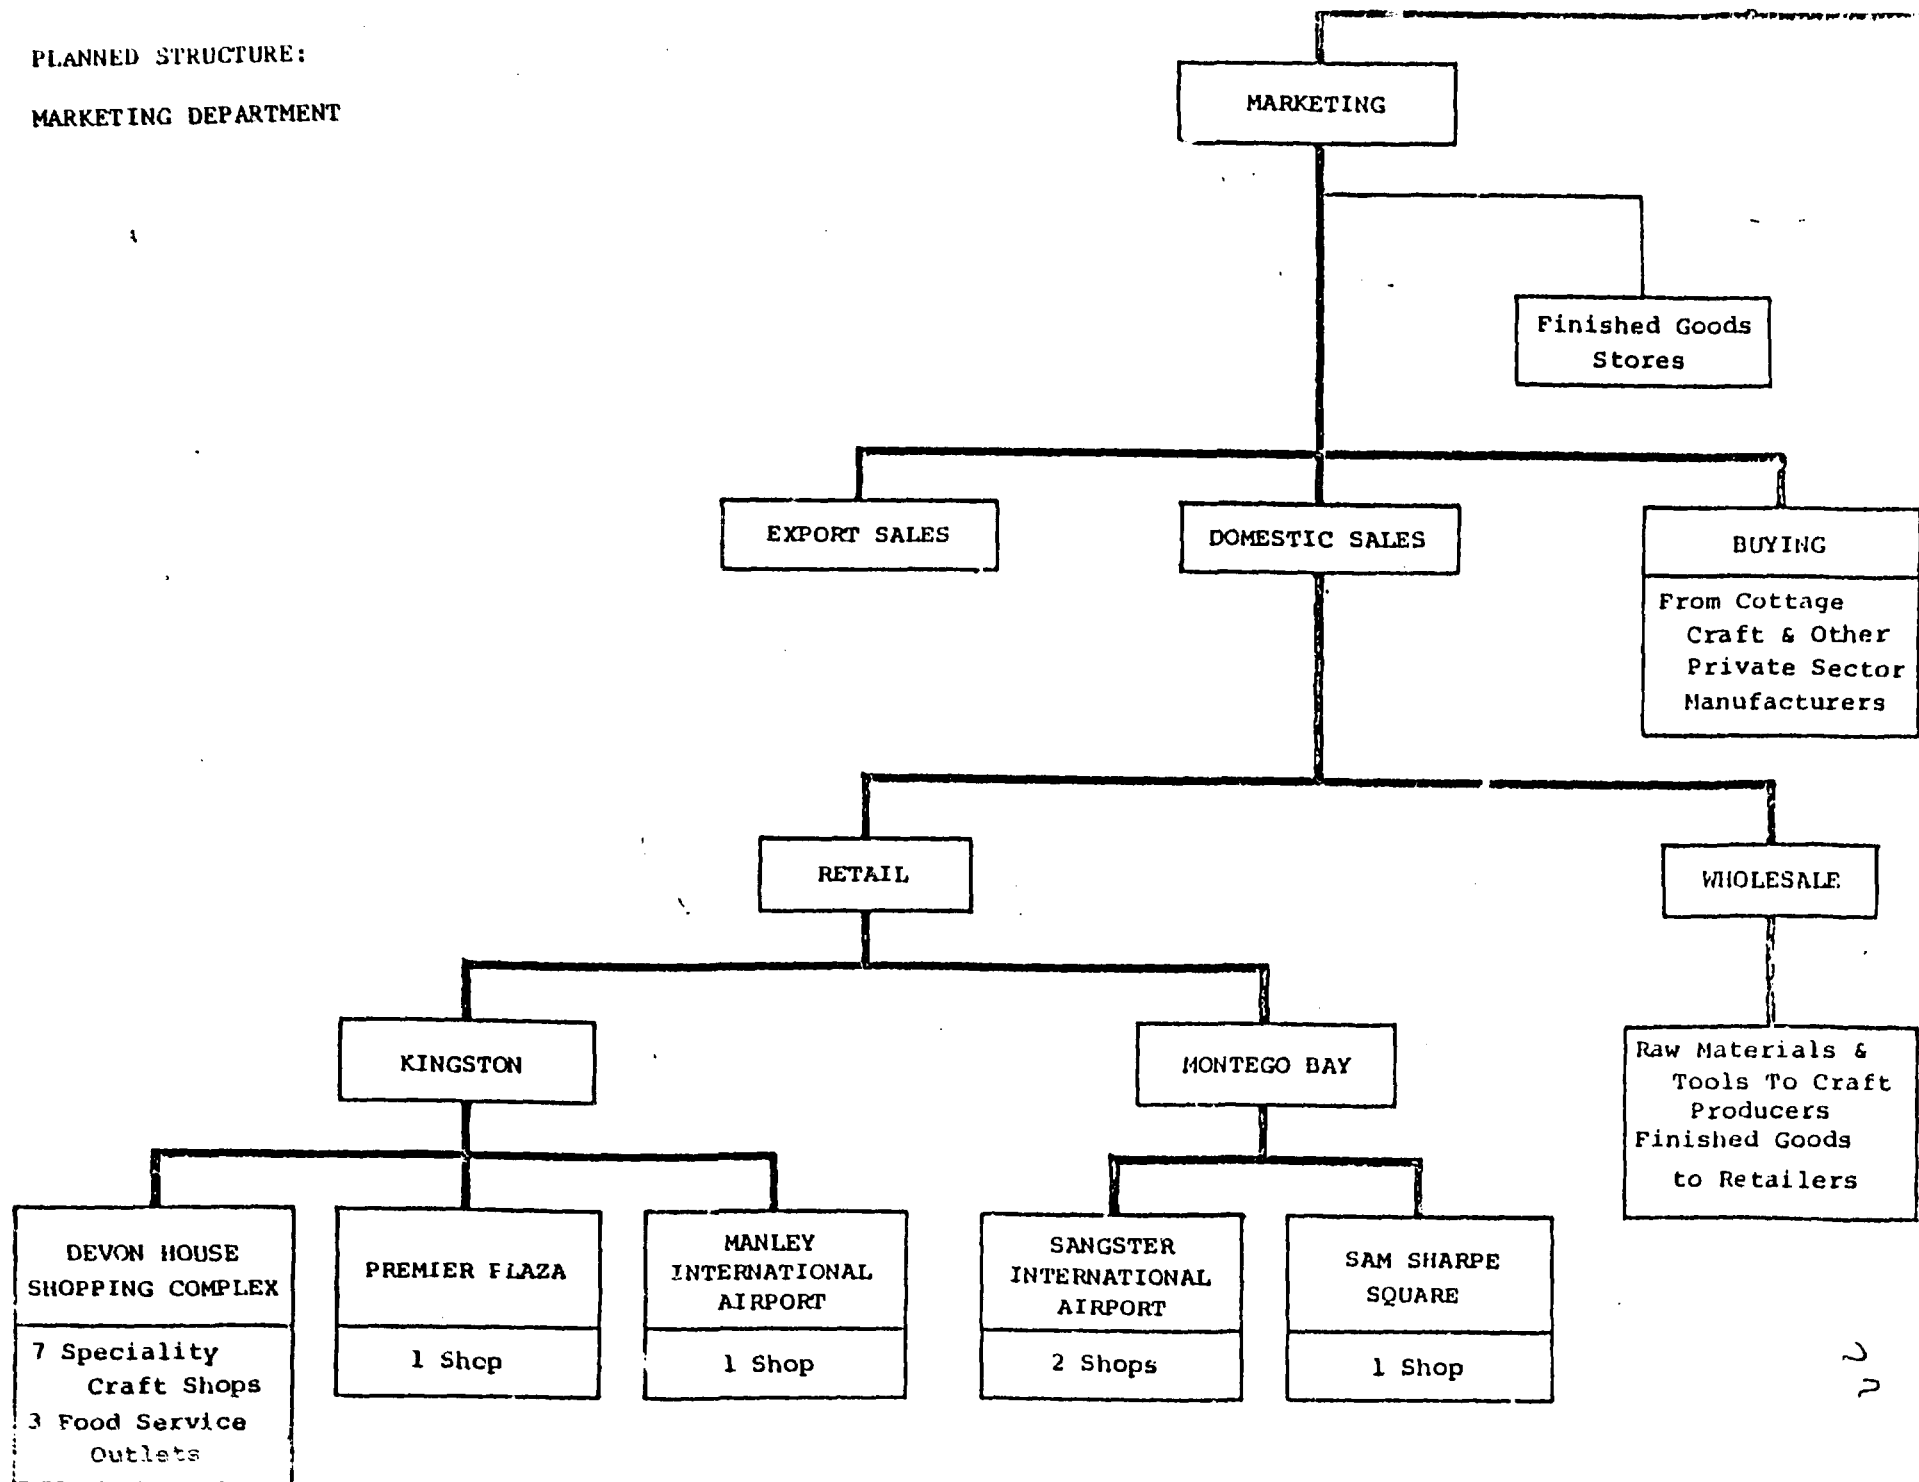 PLANNED STRUCTURE:
MARKETING DEPARTMENT
MARKETING
Finished Goods
Stores
EXPORT SALES
DOMESTIC SALES
BUYING
From Cottage
Craft & Other
Private Sector
Manufacturers
RETAIL
WHOLESALE
KINGSTON
MONTEGO BAY
Raw Materials &
Tools To Craft
Producers
Finished Goods
to Retailers
DEVON HOUSE
SHOPPING COMPLEX
7 Speciality
Craft Shops
3 Food Service
Outlets
PREMIER PLAZA
1 Shop
MANLEY
INTERNATIONAL
AIRPORT
1 Shop
SANGSTER
INTERNATIONAL
AIRPORT
2 Shops
SAM SHARPE
SQUARE
1 Shop